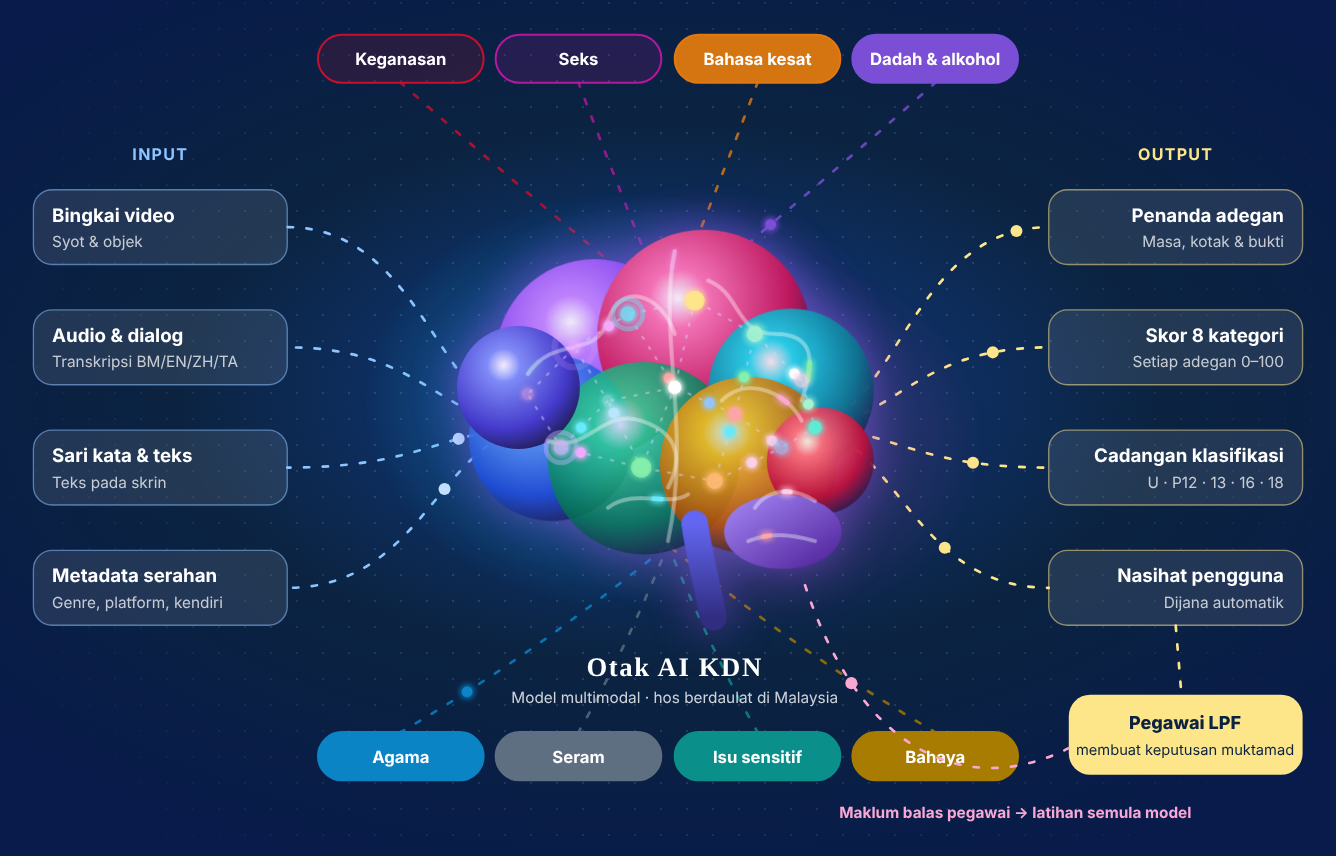 Keganasan
Seks
Bahasa kesat
Dadah & alkohol
INPUT
Bingkai video
Syot & objek
Audio & dialog
Transkripsi BM/EN/ZH/TA
Sari kata & teks
Teks pada skrin
Metadata serahan
Genre, platform, kendiri
OUTPUT
Penanda adegan
Masa, kotak & bukti
Skor 8 kategori
Setiap adegan 0–100
Cadangan klasifikasi
U · P12 · 13 · 16 · 18
Nasihat pengguna
Dijana automatik
Otak AI KDN
Model multimodal · hos berdaulat di Malaysia
Agama
Seram
Isu sensitif
Bahaya
Pegawai LPF
membuat keputusan muktamad
Maklum balas pegawai → latihan semula model